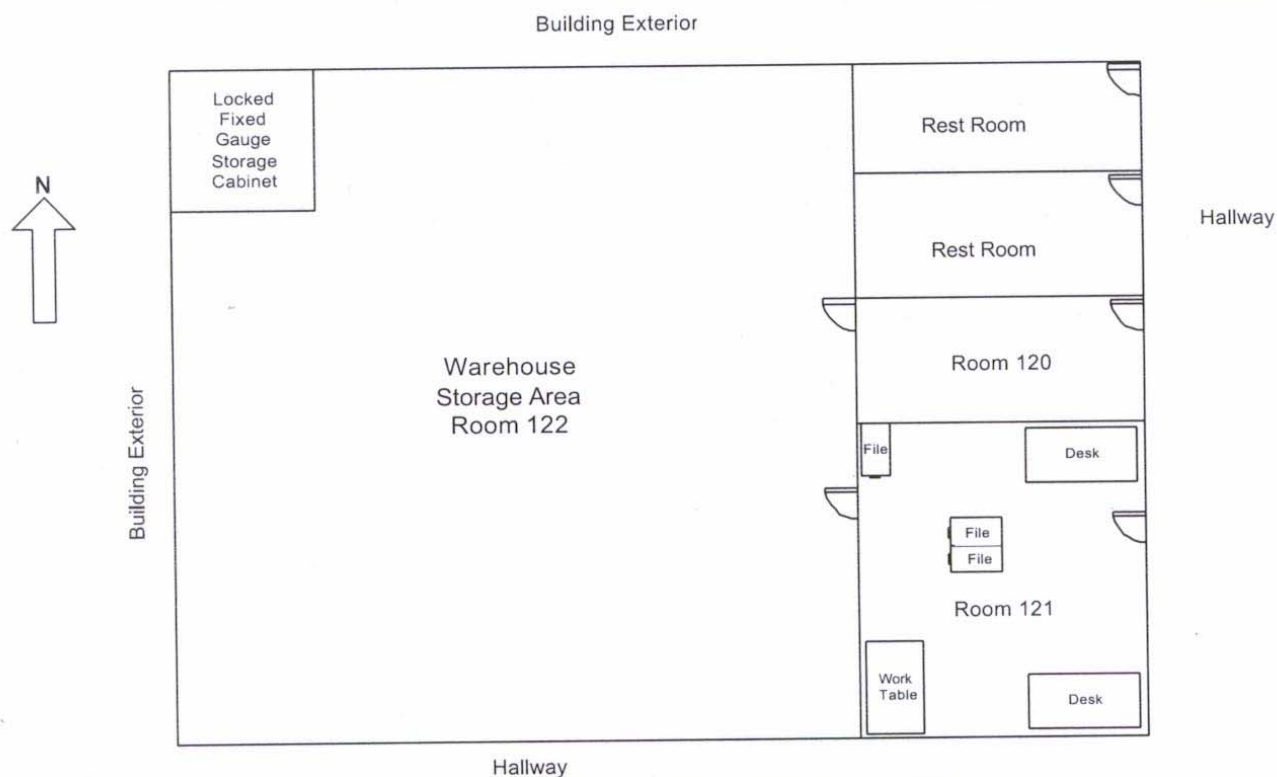 Building Exterior
Locked
Fixed
Gauge
Storage
Cabinet
Rest Room
N
Hallway
Rest Room
Warehouse
Storage Area
Room 122
Room 120
Building Exterior
File
Desk
File
File
Room 121
Work
Table
Desk
Hallway